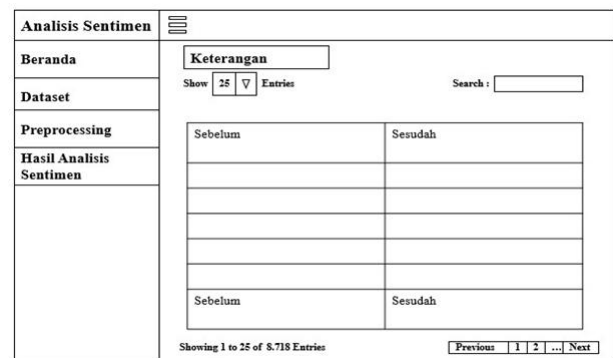 Analisis Sentimen
Beranda
Dataset
Preprocessing
Hasil Analisis
Sentimen
Keterangan
Show 25 Entries
Search :
Sebelum Sesudah
Sebelum Sesudah
Showing 1 to 25 of 8.718 Entries
Previous 1 2 ... Next